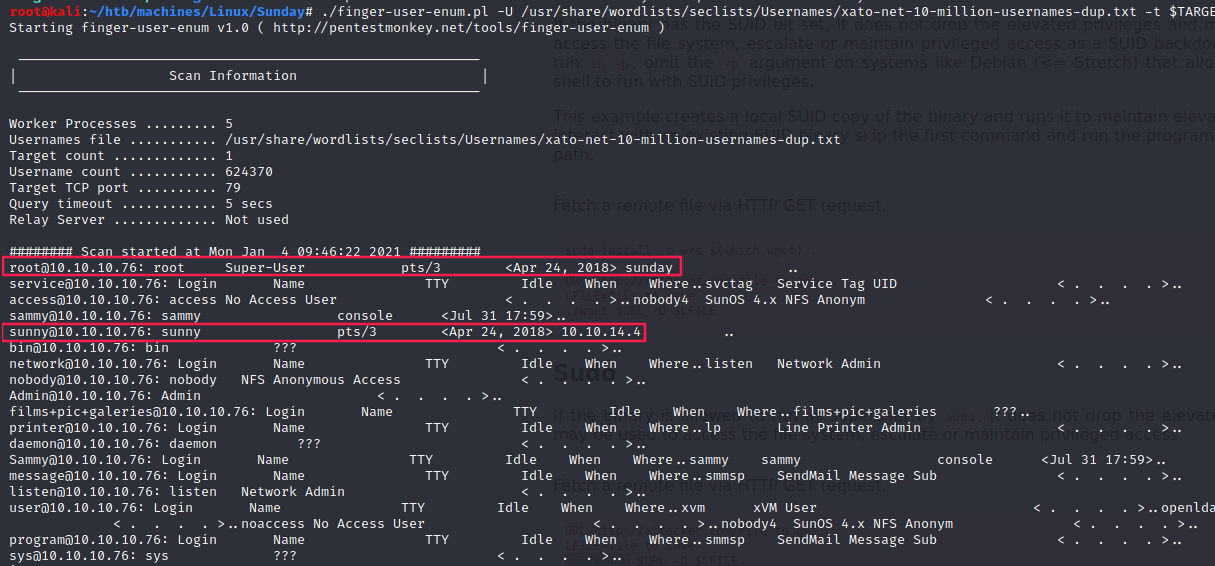 root@kali:~/htb/machines/Linux/Sunday# ./finger-user-enum.pl -U /usr/share/wordlists/seclists/Usernames/xato-net-10-million-usernames-dup.txt -t $TARGE
Starting finger-user-enum v1.0 ( http://pentestmonkey.net/tools/finger-user-enum )
Scan Information
Worker Processes ......... 5
Usernames file ........... /usr/share/wordlists/seclists/Usernames/xato-net-10-million-usernames-dup.txt
Target count ............. 1
Username count ........... 624370
Target TCP port .......... 79
Query timeout ............ 5 secs
Relay Server ............. Not used
######## Scan started at Mon Jan  4 09:46:22 2021 #########
root@10.10.10.76: root     Super-User            pts/3        <Apr 24, 2018> sunday              ..
service@10.10.10.76: Login       Name               TTY         Idle    When    Where..svctag   Service Tag UID                    < .  .  .  . >..
access@10.10.10.76: access No Access User                     < .  .  .  . >..nobody4  SunOS 4.x NFS Anonym               < .  .  .  . >..
sammy@10.10.10.76: sammy                 console      <Jul 31 17:59>..
sunny@10.10.10.76: sunny                 pts/3        <Apr 24, 2018> 10.10.14.4          ..
bin@10.10.10.76: bin             ???                         < .  .  .  . >..
network@10.10.10.76: Login       Name               TTY         Idle    When    Where..listen   Network Admin                      < .  .  .  . >..
nobody@10.10.10.76: nobody   NFS Anonymous Access               < .  .  .  . >..
Admin@10.10.10.76: Admin                      < .  .  .  . >..
films+pic+galeries@10.10.10.76: Login       Name               TTY         Idle    When    Where..films+pic+galeries       ???..
printer@10.10.10.76: Login       Name               TTY         Idle    When    Where..lp       Line Printer Admin                 < .  .  .  . >..
daemon@10.10.10.76: daemon          ???                         < .  .  .  . >..
Sammy@10.10.10.76: Login       Name               TTY         Idle    When    Where..sammy    sammy                 console      <Jul 31 17:59>..
message@10.10.10.76: Login       Name               TTY         Idle    When    Where..smmsp    SendMail Message Sub               < .  .  .  . >..
listen@10.10.10.76: listen   Network Admin                      < .  .  .  . >..
user@10.10.10.76: Login       Name               TTY         Idle    When    Where..xvm      xVM User                           < .  .  .  . >..openlda
< .  .  .  . >..noaccess No Access User                     < .  .  .  . >..nobody4  SunOS 4.x NFS Anonym               < .  .  .  . >..
program@10.10.10.76: Login       Name               TTY         Idle    When    Where..smmsp    SendMail Message Sub               < .  .  .  . >..
sys@10.10.10.76: sys             ???                         < .  .  .  . >..